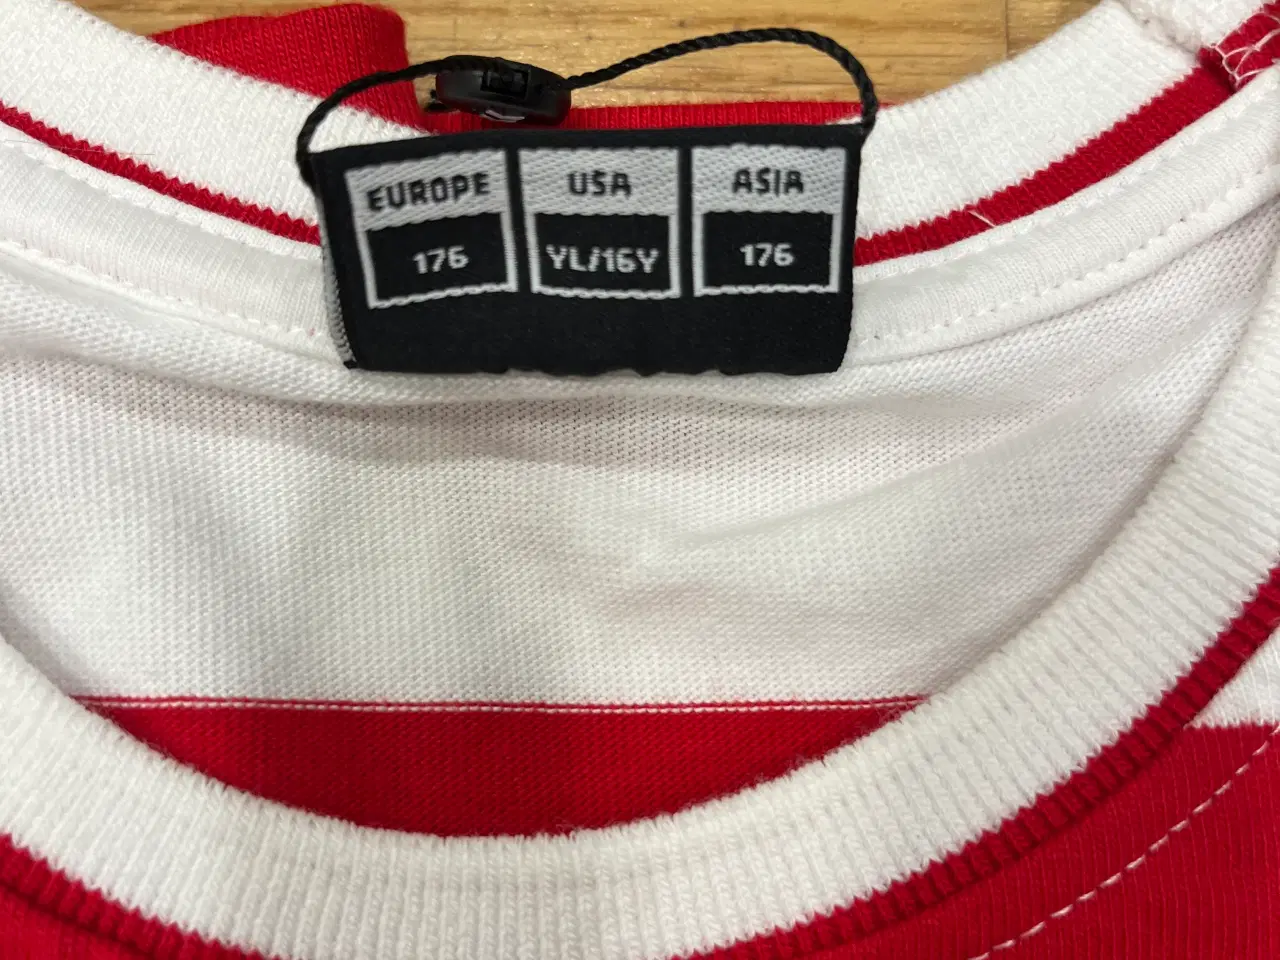 EUROPE USA ASIA
176 YL/16Y 176